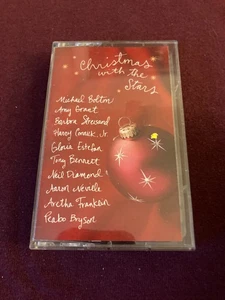 Christmas
with the
Stars
Michael Bolton
Amy Grant
Barbra Streisand
Harry Connick, Jr.
Gloria Estefan
Tony Bennett
Neil Diamond
Aaron Neville
Aretha Franklin
Peabo Bryson